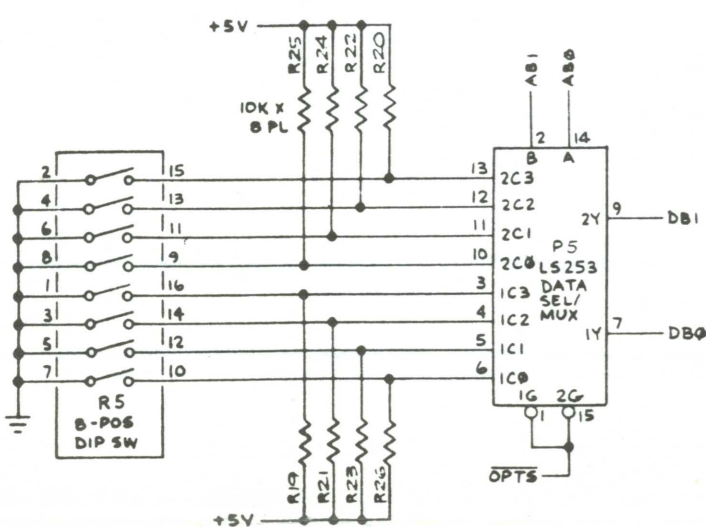 +5V
R25
R24
R22
R20
10K X
8 PL
AB1
AB0
2
14
B
A
2
15
13
2C3
4
13
12
2C2
6
11
11
2C1
2Y
9
DB1
8
9
10
2C0
P5
LS253
DATA
SEL/
MUX
1
16
3
1C3
3
14
4
1C2
1Y
7
DB0
5
12
5
1C1
7
10
6
1C0
R5
8-POS
DIP SW
1G
2G
1
15
OPTS
R19
R21
R23
R26
+5V